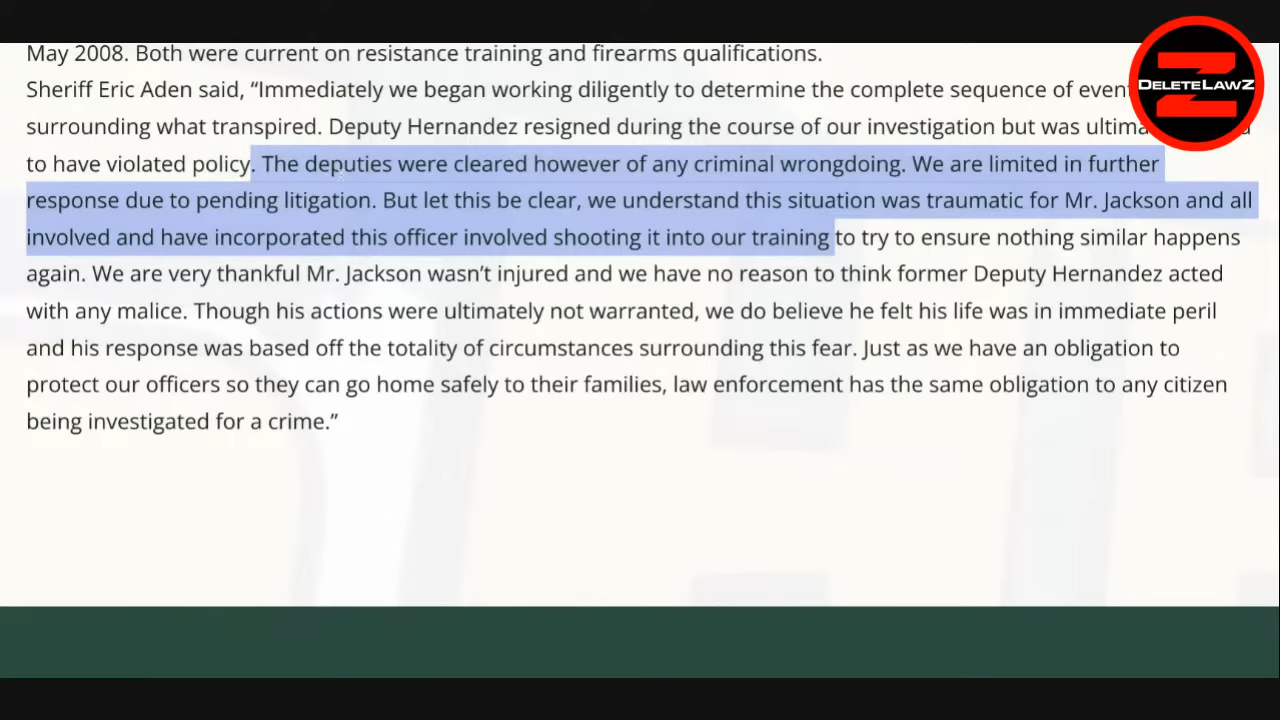 May 2008. Both were current on resistance training and firearms qualifications.
Sheriff Eric Aden said, “Immediately we began working diligently to determine the complete sequence of even
surrounding what transpired. Deputy Hernandez resigned during the course of our investigation but was ultima
to have violated policy. The deputies were cleared however of any criminal wrongdoing. We are limited in further
response due to pending litigation. But let this be clear, we understand this situation was traumatic for Mr. Jackson and all
involved and have incorporated this officer involved shooting it into our training to try to ensure nothing similar happens
again. We are very thankful Mr. Jackson wasn’t injured and we have no reason to think former Deputy Hernandez acted
with any malice. Though his actions were ultimately not warranted, we do believe he felt his life was in immediate peril
and his response was based off the totality of circumstances surrounding this fear. Just as we have an obligation to
protect our officers so they can go home safely to their families, law enforcement has the same obligation to any citizen
being investigated for a crime.”
DELETELAWZ